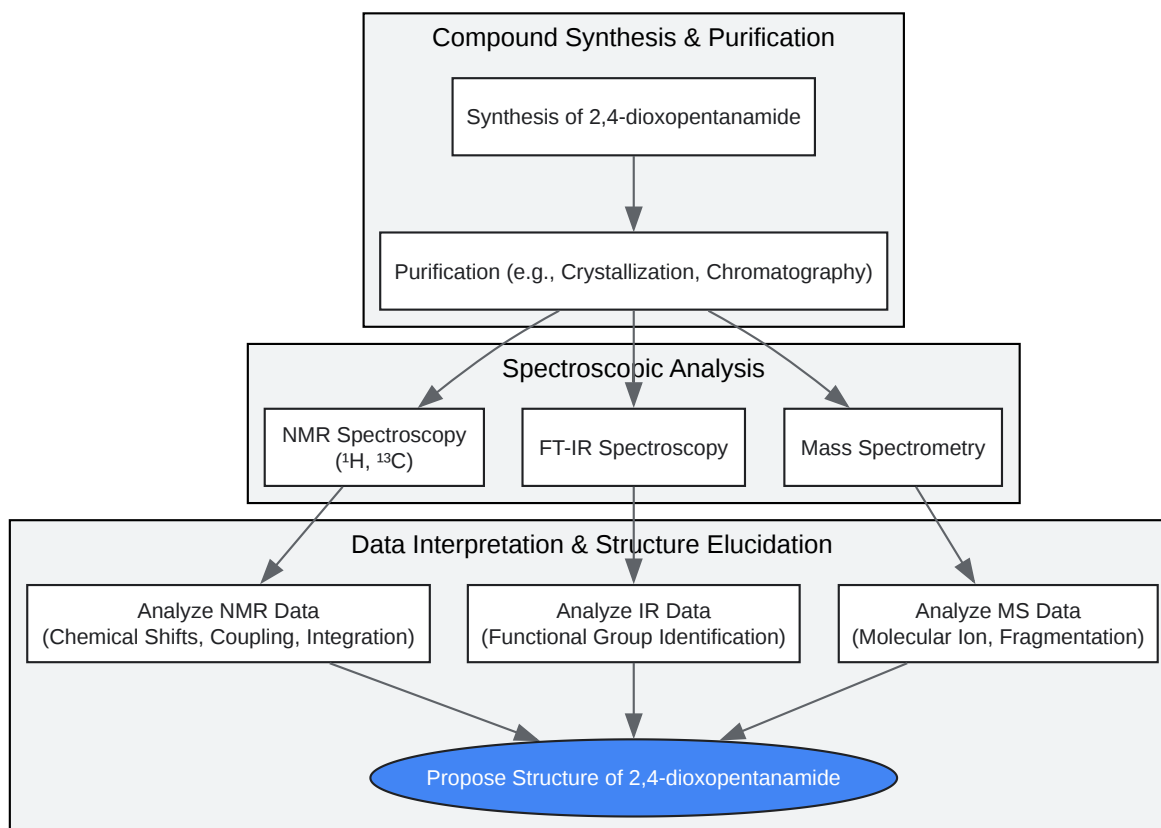 Compound Synthesis & Purification
Synthesis of 2,4-dioxopentanamide
Purification (e.g., Crystallization, Chromatography)
Spectroscopic Analysis
NMR Spectroscopy
(¹H, ¹³C)
FT-IR Spectroscopy
Mass Spectrometry
Data Interpretation & Structure Elucidation
Analyze NMR Data
(Chemical Shifts, Coupling, Integration)
Analyze IR Data
(Functional Group Identification)
Analyze MS Data
(Molecular Ion, Fragmentation)
Propose Structure of 2,4-dioxopentanamide